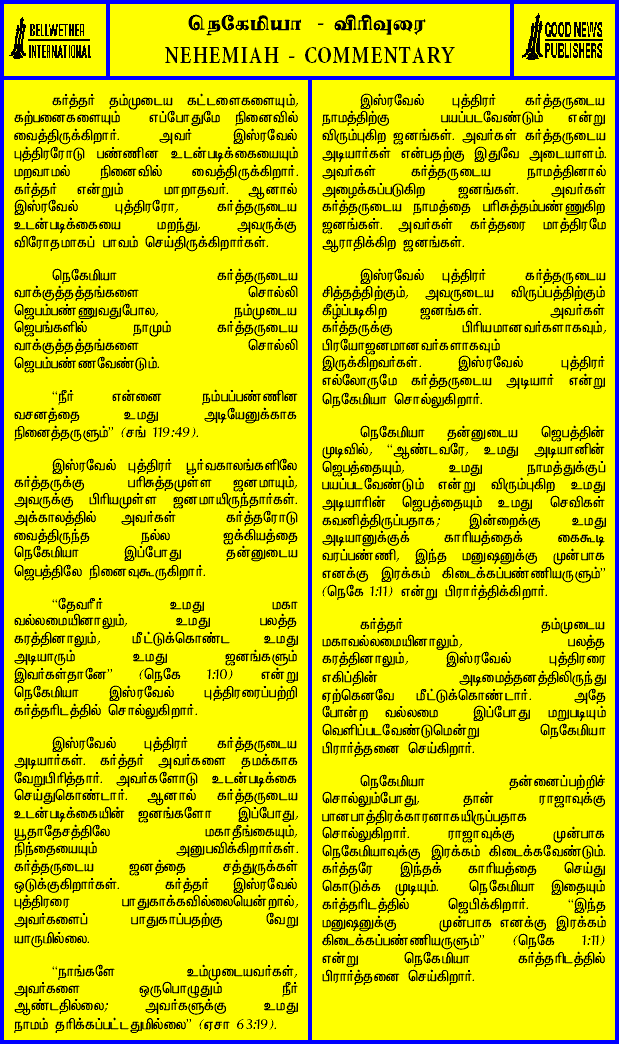 BELLWETHER
INTERNATIONAL
நெகேமியா - விரிவுரை
NEHEMIAH - COMMENTARY
GOOD NEWS
PUBLISHERS
கர்த்தர் தம்முடைய கட்டளைகளையும்,
கற்பனைகளையும் எப்போதுமே நினைவில்
வைத்திருக்கிறார். அவர் இஸ்ரவேல்
புத்திரரோடு பண்ணின உடன்படிக்கையையும்
மறவாமல் நினைவில் வைத்திருக்கிறார்.
கர்த்தர் என்றும் மாறாதவர். ஆனால்
இஸ்ரவேல் புத்திரரோ, கர்த்தருடைய
உடன்படிக்கையை மறந்து, அவருக்கு
விரோதமாகப் பாவம் செய்திருக்கிறார்கள்.
நெகேமியா கர்த்தருடைய
வாக்குத்தத்தங்களை சொல்லி
ஜெபம்பண்ணுவதுபோல, நம்முடைய
ஜெபங்களில் நாமும் கர்த்தருடைய
வாக்குத்தத்தங்களை சொல்லி
ஜெபம்பண்ணவேண்டும்.
“நீர் என்னை நம்பப்பண்ணின
வசனத்தை உமது அடியேனுக்காக
நினைத்தருளும்” (சங் 119:49).
இஸ்ரவேல் புத்திரர் பூர்வகாலங்களிலே
கர்த்தருக்கு பரிசுத்தமுள்ள ஜனமாயும்,
அவருக்கு பிரியமுள்ள ஜனமாயிருந்தார்கள்.
அக்காலத்தில் அவர்கள் கர்த்தரோடு
வைத்திருந்த நல்ல ஐக்கியத்தை
நெகேமியா இப்போது தன்னுடைய
ஜெபத்திலே நினைவுகூருகிறார்.
“தேவரீர் உமது மகா
வல்லமையினாலும், உமது பலத்த
கரத்தினாலும், மீட்டுக்கொண்ட உமது
அடியாரும் உமது ஜனங்களும்
இவர்கள்தானே” (நெகே 1:10) என்று
நெகேமியா இஸ்ரவேல் புத்திரரைப்பற்றி
கர்த்தரிடத்தில் சொல்லுகிறார்.
இஸ்ரவேல் புத்திரர் கர்த்தருடைய
அடியார்கள். கர்த்தர் அவர்களை தமக்காக
வேறுபிரித்தார். அவர்களோடு உடன்படிக்கை
செய்துகொண்டார். ஆனால் கர்த்தருடைய
உடன்படிக்கையின் ஜனங்களோ இப்போது,
யூதாதேசத்திலே மகாதீங்கையும்,
நிந்தையையும் அனுபவிக்கிறார்கள்.
கர்த்தருடைய ஜனத்தை சத்துருக்கள்
ஒடுக்குகிறார்கள். கர்த்தர் இஸ்ரவேல்
புத்திரரை பாதுகாக்கவில்லையென்றால்,
அவர்களைப் பாதுகாப்பதற்கு வேறு
யாருமில்லை.
“நாங்களே உம்முடையவர்கள்,
அவர்களை ஒருபொழுதும் நீர்
ஆண்டதில்லை; அவர்களுக்கு உமது
நாமம் தரிக்கப்பட்டதுமில்லை” (ஏசா 63:19).
இஸ்ரவேல் புத்திரர் கர்த்தருடைய
நாமத்திற்கு பயப்படவேண்டும் என்று
விரும்புகிற ஜனங்கள். அவர்கள் கர்த்தருடைய
அடியார்கள் என்பதற்கு இதுவே அடையாளம்.
அவர்கள் கர்த்தருடைய நாமத்தினால்
அழைக்கப்படுகிற ஜனங்கள். அவர்கள்
கர்த்தருடைய நாமத்தை பரிசுத்தம்பண்ணுகிற
ஜனங்கள். அவர்கள் கர்த்தரை மாத்திரமே
ஆராதிக்கிற ஜனங்கள்.
இஸ்ரவேல் புத்திரர் கர்த்தருடைய
சித்தத்திற்கும், அவருடைய விருப்பத்திற்கும்
கீழ்ப்படிகிற ஜனங்கள். அவர்கள்
கர்த்தருக்கு பிரியமானவர்களாகவும்,
பிரயோஜனமானவர்களாகவும்
இருக்கிறவர்கள். இஸ்ரவேல் புத்திரர்
எல்லோருமே கர்த்தருடைய அடியார் என்று
நெகேமியா சொல்லுகிறார்.
நெகேமியா தன்னுடைய ஜெபத்தின்
முடிவில், “ஆண்டவரே, உமது அடியானின்
ஜெபத்தையும், உமது நாமத்துக்குப்
பயப்படவேண்டும் என்று விரும்புகிற உமது
அடியாரின் ஜெபத்தையும் உமது செவிகள்
கவனித்திருப்பதாக; இன்றைக்கு உமது
அடியானுக்குக் காரியத்தைக் கைகூடி
வரப்பண்ணி, இந்த மனுஷனுக்கு முன்பாக
எனக்கு இரக்கம் கிடைக்கப்பண்ணியருளும்”
(நெகே 1:11) என்று பிரார்த்திக்கிறார்.
கர்த்தர் தம்முடைய
மகாவல்லமையினாலும், பலத்த
கரத்தினாலும், இஸ்ரவேல் புத்திரரை
எகிப்தின் அடிமைத்தனத்திலிருந்து
ஏற்கெனவே மீட்டுக்கொண்டார். அதே
போன்ற வல்லமை இப்போது மறுபடியும்
வெளிப்படவேண்டுமென்று நெகேமியா
பிரார்த்தனை செய்கிறார்.
நெகேமியா தன்னைப்பற்றிச்
சொல்லும்போது, தான் ராஜாவுக்கு
பானபாத்திரக்காரனாகயிருப்பதாக
சொல்லுகிறார். ராஜாவுக்கு முன்பாக
நெகேமியாவுக்கு இரக்கம் கிடைக்கவேண்டும்.
கர்த்தரே இந்தக் காரியத்தை செய்து
கொடுக்க முடியும். நெகேமியா இதையும்
கர்த்தரிடத்தில் ஜெபிக்கிறார். “இந்த
மனுஷனுக்கு முன்பாக எனக்கு இரக்கம்
கிடைக்கப்பண்ணியருளும்” (நெகே 1:11)
என்று நெகேமியா கர்த்தரிடத்தில்
பிரார்த்தனை செய்கிறார்.